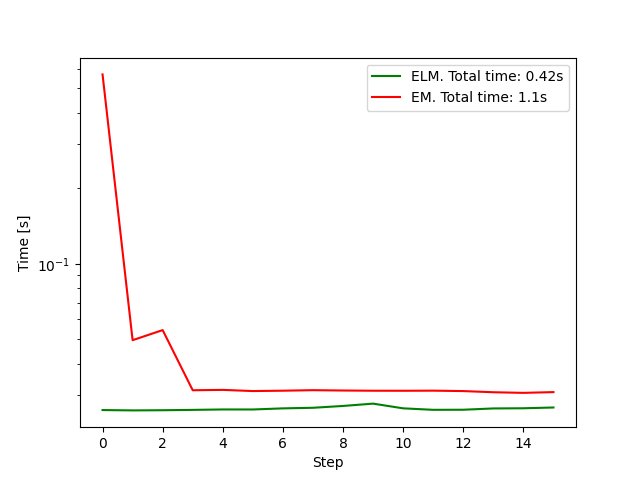 ELM. Total time: 0.42s
EM. Total time: 1.1s
Time [s]
10⁻¹
0 2 4 6 8 10 12 14
Step